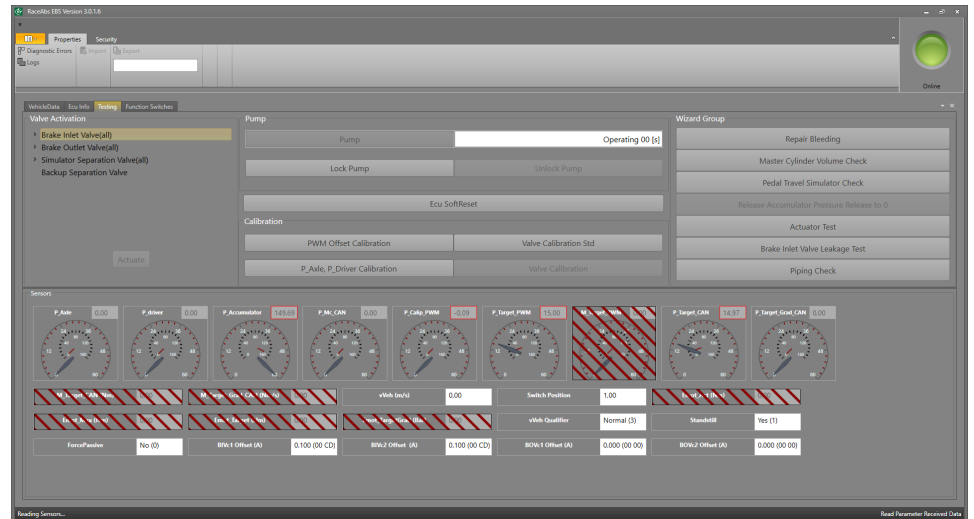 RaceAbs EBS Version 3.0.1.6
Properties
Security
Diagnostic Errors
Import
Export
Logs
Online
VehicleData
Ecu Info
Testing
Function Switches
Valve Activation
Brake Inlet Valve(all)
Brake Outlet Valve(all)
Simulator Separation Valve(all)
Backup Separation Valve
Actuate
Pump
Pump
Operating 00 [s]
Lock Pump
Unlock Pump
Ecu SoftReset
Calibration
PWM Offset Calibration
Valve Calibration Std
P_Axle, P_Driver Calibration
Valve Calibration
Wizard Group
Repair Bleeding
Master Cylinder Volume Check
Pedal Travel Simulator Check
Release Accumulator Pressure Release to 0
Actuator Test
Brake Inlet Valve Leakage Test
Piping Check
Sensors
P_Axle 0.00
P_driver 0.00
P_Accumulator 149.69
P_Mc_CAN 0.00
P_Calip_PWM -0.09
P_Target_PWM 15.00
P_Target_CAN 14.97
P_Target_Grad_CAN 0.00
vVeh (m/s) 0.00
Switch Position 1.00
vVeh Qualifier Normal (3)
Standstill Yes (1)
ForcePassive No (0)
BIVc1 Offset (A) 0.100 (00 CD)
BIVc2 Offset (A) 0.100 (00 CD)
BOVc1 Offset (A) 0.000 (00 00)
BOVc2 Offset (A) 0.000 (00 00)
Reading Sensors...
Read Parameter Received Data